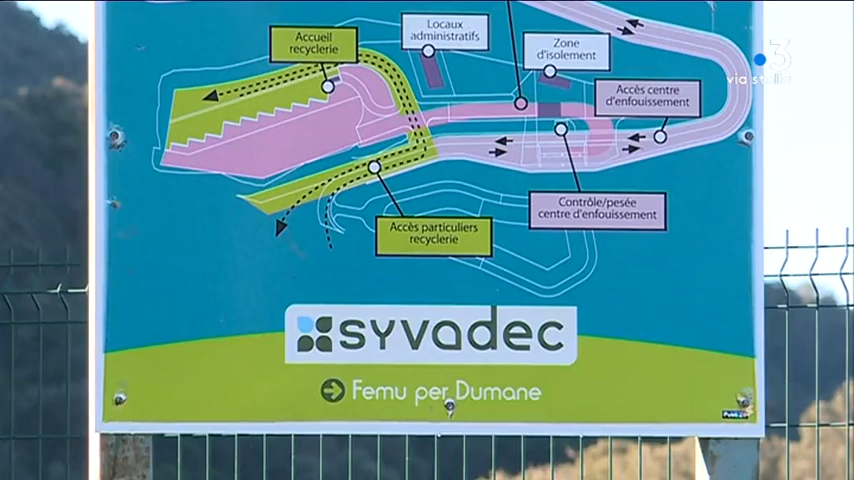 Locaux
administratifs
Accueil
recyclerie
Zone
d'isolement
3
via stella
Accès centre
d'enfouissement
Contrôle/pesée
centre d'enfouissement
Accès particuliers
recyclerie
syvadec
Femu per Dumane